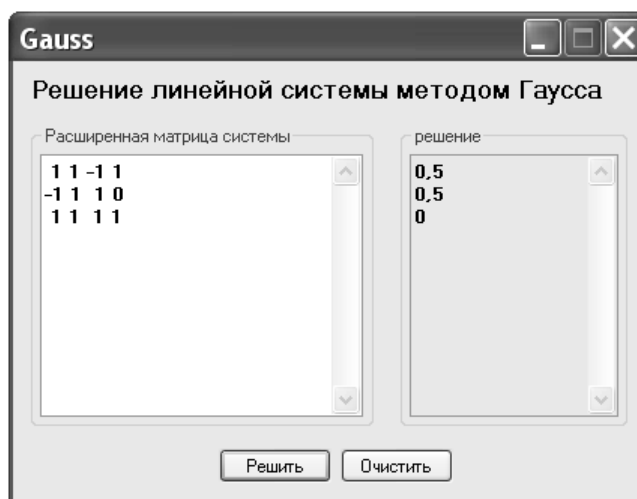 Gauss
Решение линейной системы методом Гаусса
Расширенная матрица системы
1 1 -1 1
-1 1 1 0
1 1 1 1
решение
0,5
0,5
0
Решить
Очистить